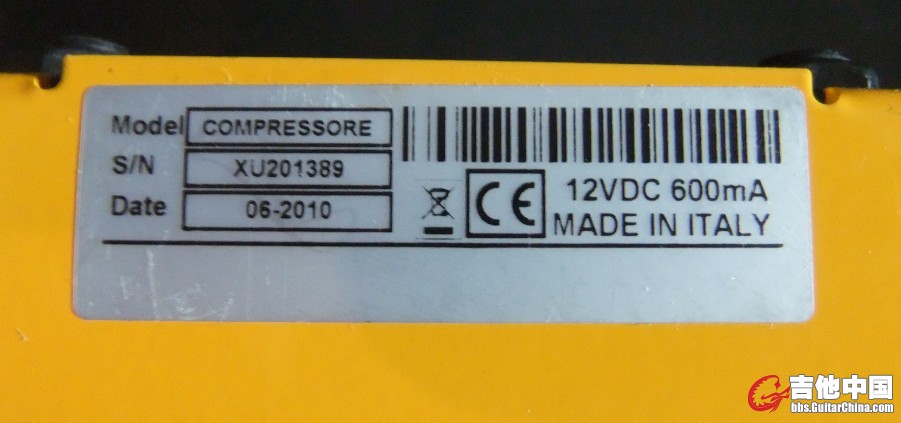 Model COMPRESSORE
S/N XU201389
Date 06-2010
CE 12VDC 600mA
MADE IN ITALY
吉他中国
bbs.GuitarChina.com